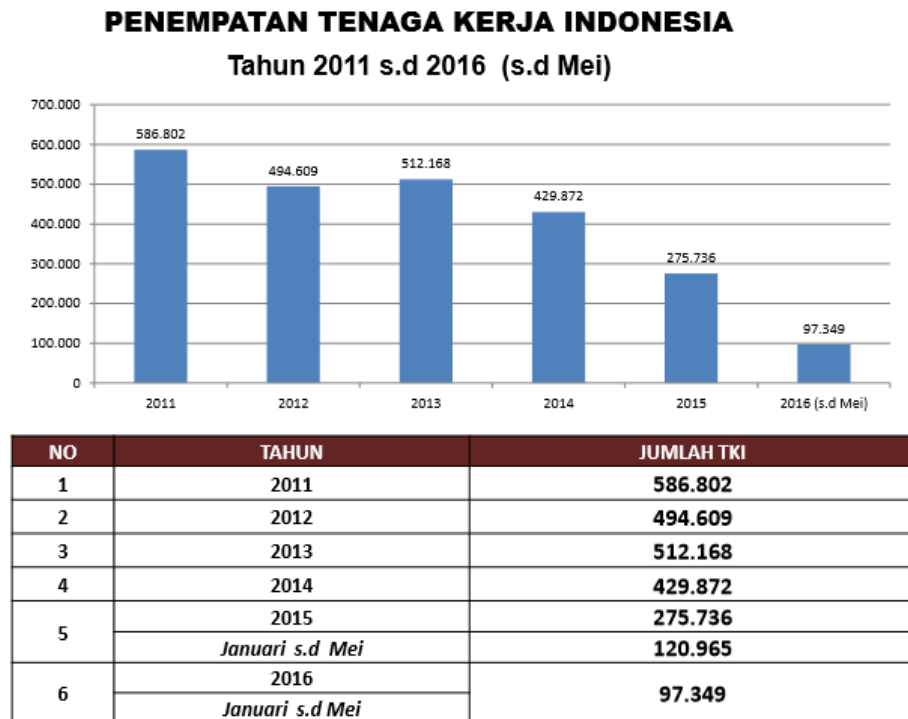 PENEMPATAN TENAGA KERJA INDONESIA
Tahun 2011 s.d 2016 (s.d Mei)
700.000
600.000
500.000
400.000
300.000
200.000
100.000
0
586.802
494.609
512.168
429.872
275.736
97.349
2011 2012 2013 2014 2015 2016 (s.d Mei)
NO TAHUN JUMLAH TKI
1 2011 586.802
2 2012 494.609
3 2013 512.168
4 2014 429.872
5 2015 275.736
Januari s.d Mei 120.965
6 2016 97.349
Januari s.d Mei